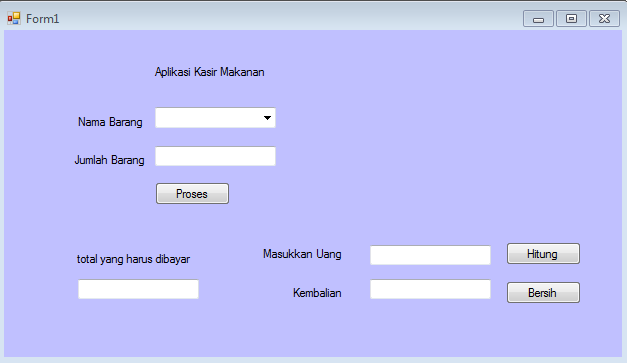 Form1
Aplikasi Kasir Makanan
Nama Barang
Jumlah Barang
Proses
total yang harus dibayar
Masukkan Uang
Hitung
Kembalian
Bersih